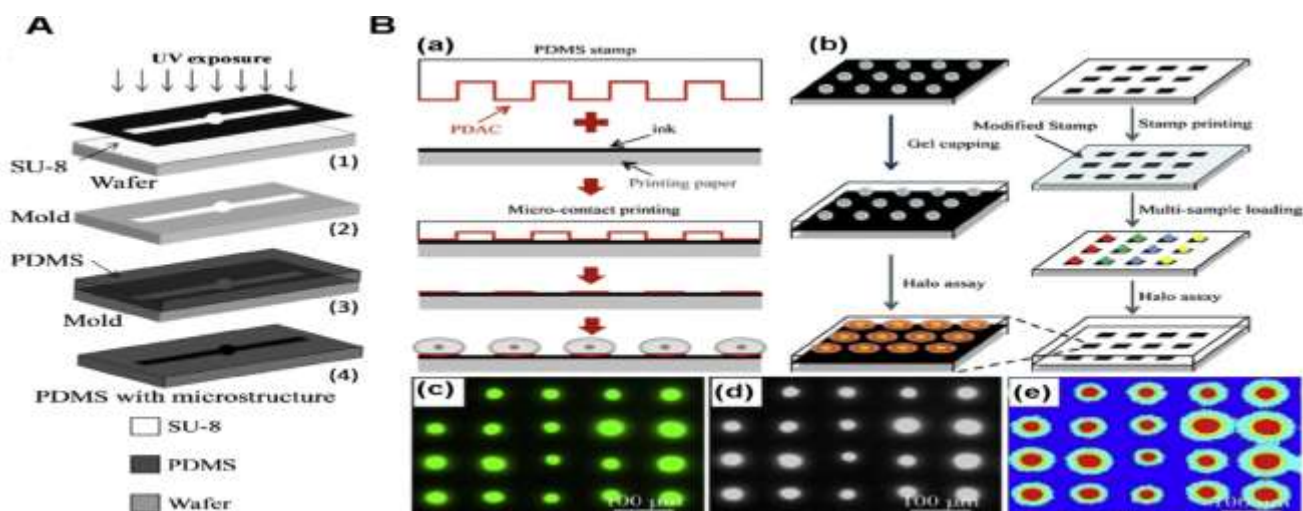 A
UV exposure
SU-8
Wafer
(1)
Mold
(2)
PDMS
(3)
Mold
(4)
PDMS with microstructure
SU-8
PDMS
Wafer
B
(a)
PDMS stamp
PDAC
ink
Printing paper
Micro-contact printing
(b)
Gel capping
Halo assay
Stamp printing
Modified Stamp
Multi-sample loading
Halo assay
(c)
100 μm
(d)
100 μm
(e)
100 μm